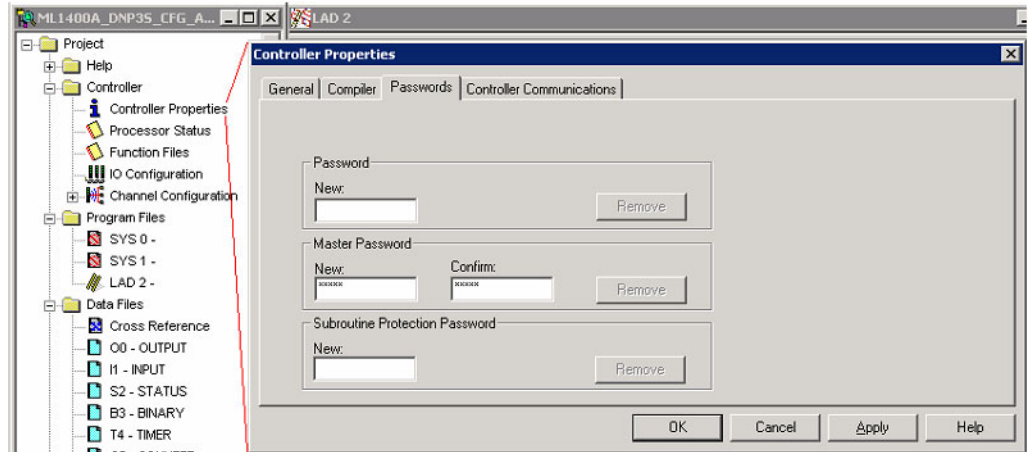 ML1400A_DNP3S_CFG_A...
Project
Help
Controller
Controller Properties
Processor Status
Function Files
IO Configuration
Channel Configuration
Program Files
SYS 0 -
SYS 1 -
LAD 2 -
Data Files
Cross Reference
O0 - OUTPUT
I1 - INPUT
S2 - STATUS
B3 - BINARY
T4 - TIMER
LAD 2
Controller Properties
General
Compiler
Passwords
Controller Communications
Password
New:
Remove
Master Password
New:
Confirm:
xxxxx
xxxxx
Remove
Subroutine Protection Password
New:
Remove
OK
Cancel
Apply
Help